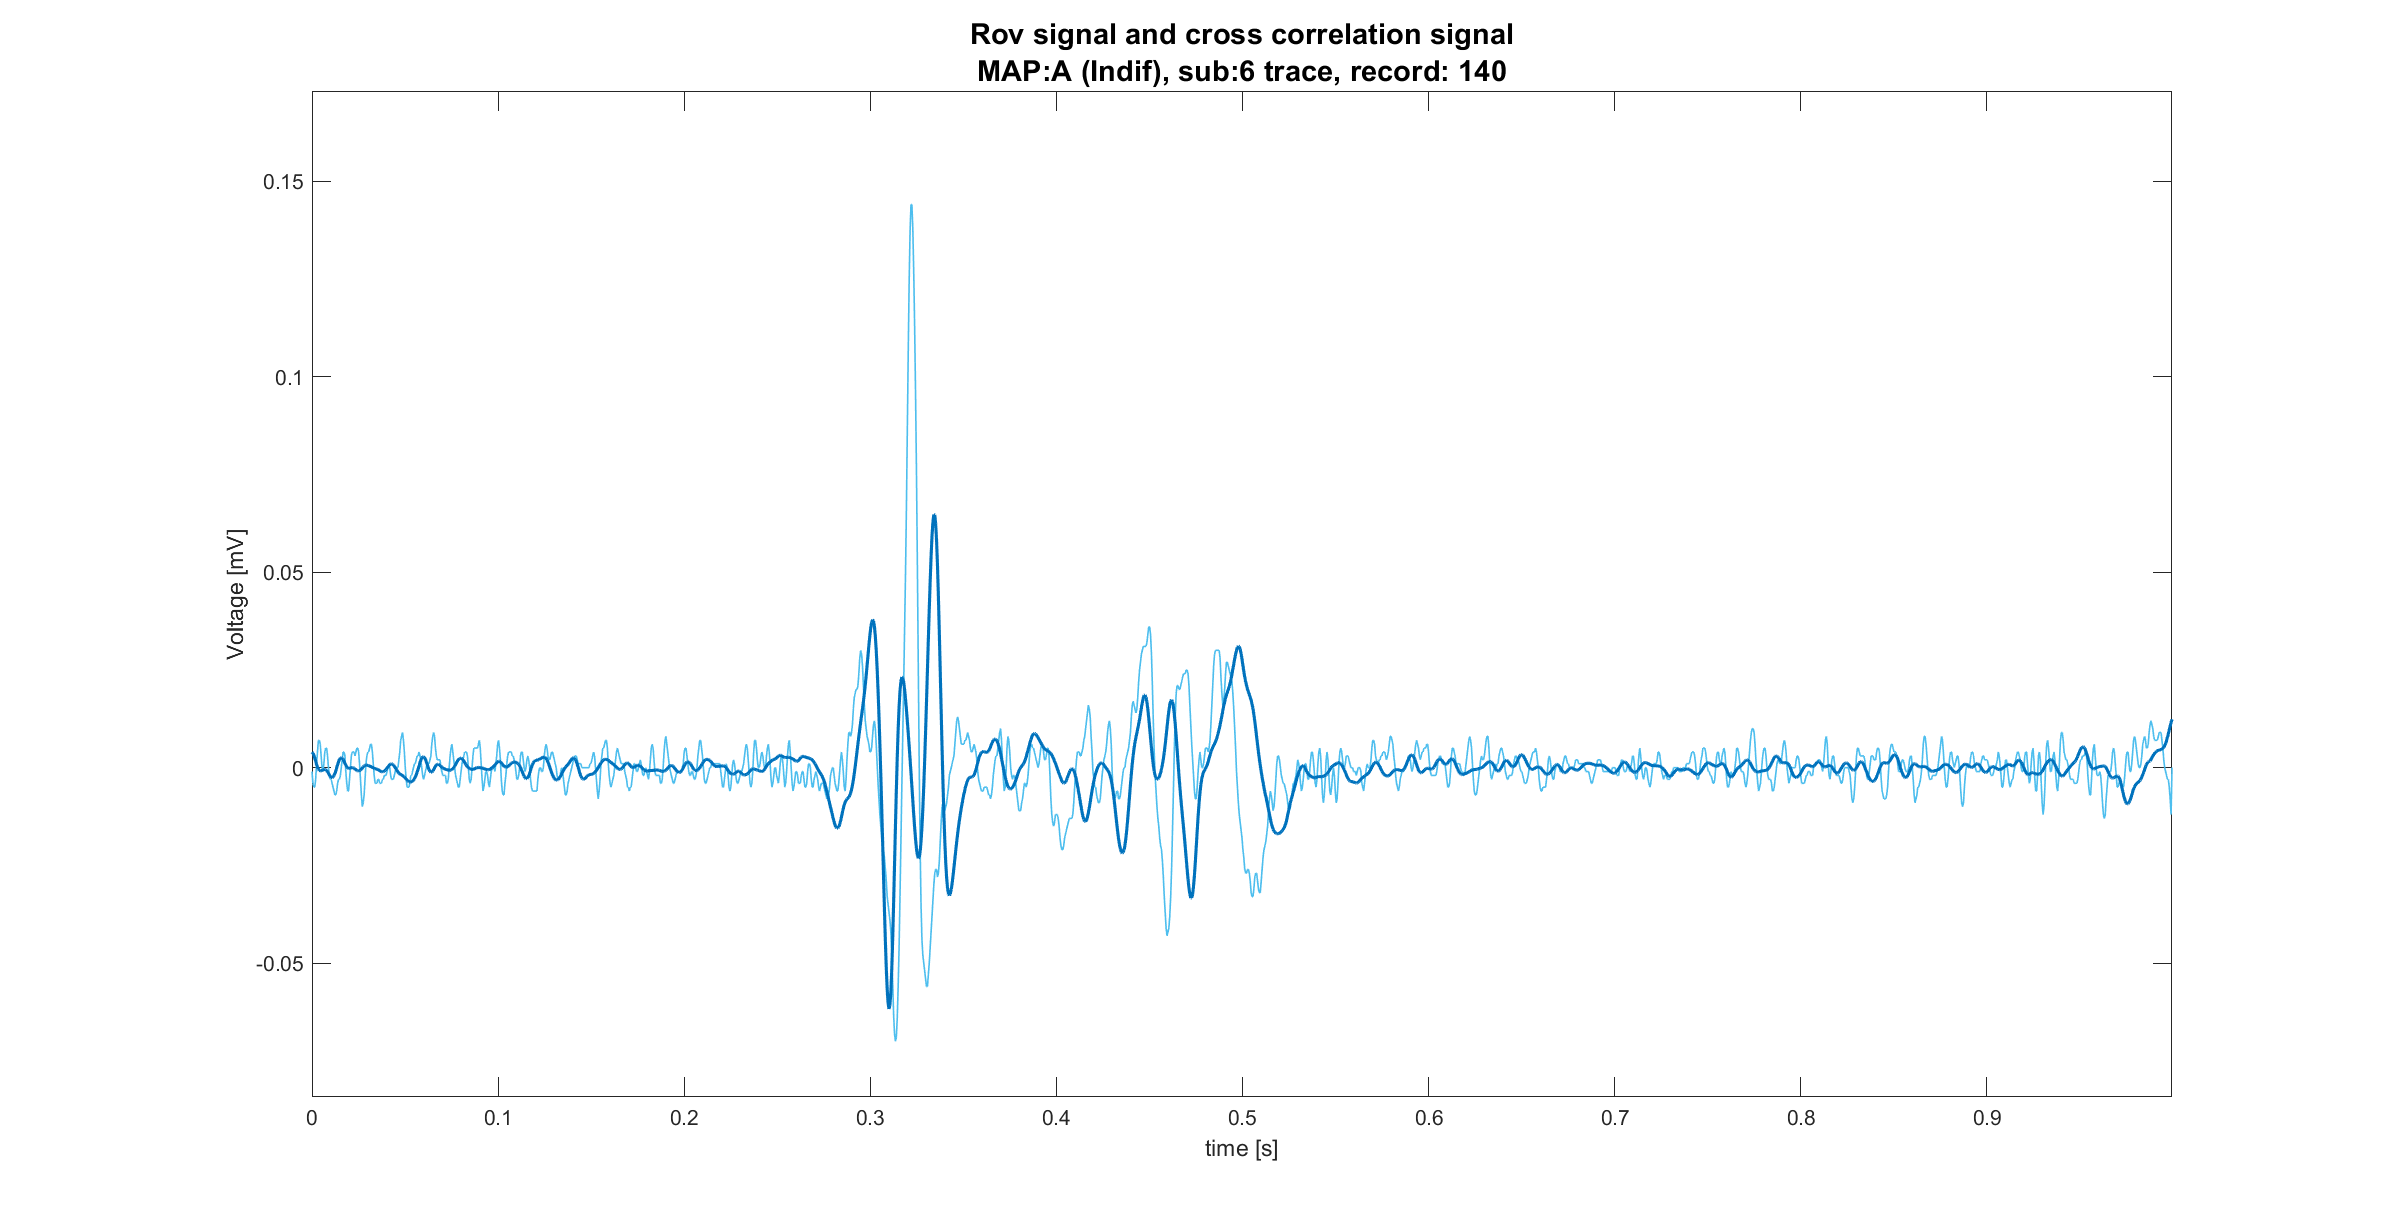 Rov signal and cross correlation signal
MAP:A (Indif), sub:6 trace, record: 140
Voltage [mV]
0.15
0.1
0.05
0
-0.05
0 0.1 0.2 0.3 0.4 0.5 0.6 0.7 0.8 0.9
time [s]